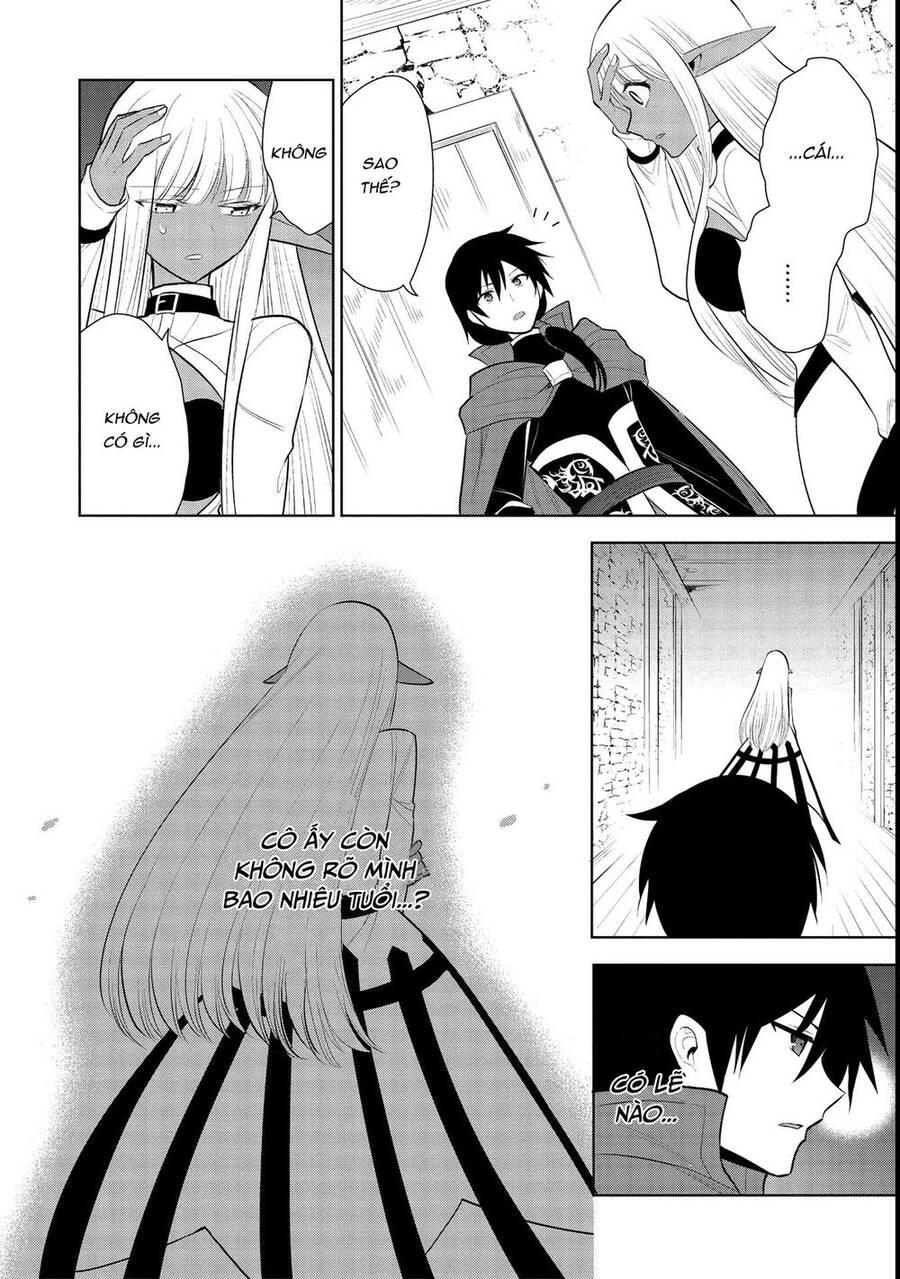 ...CÁI...
......
SAO
THẾ?
KHÔNG
KHÔNG
CÓ GÌ...
CÓ LẼ
NÀO...
CÔ ẤY CÒN
KHÔNG RÕ MÌNH
BAO NHIÊU TUỔI...?